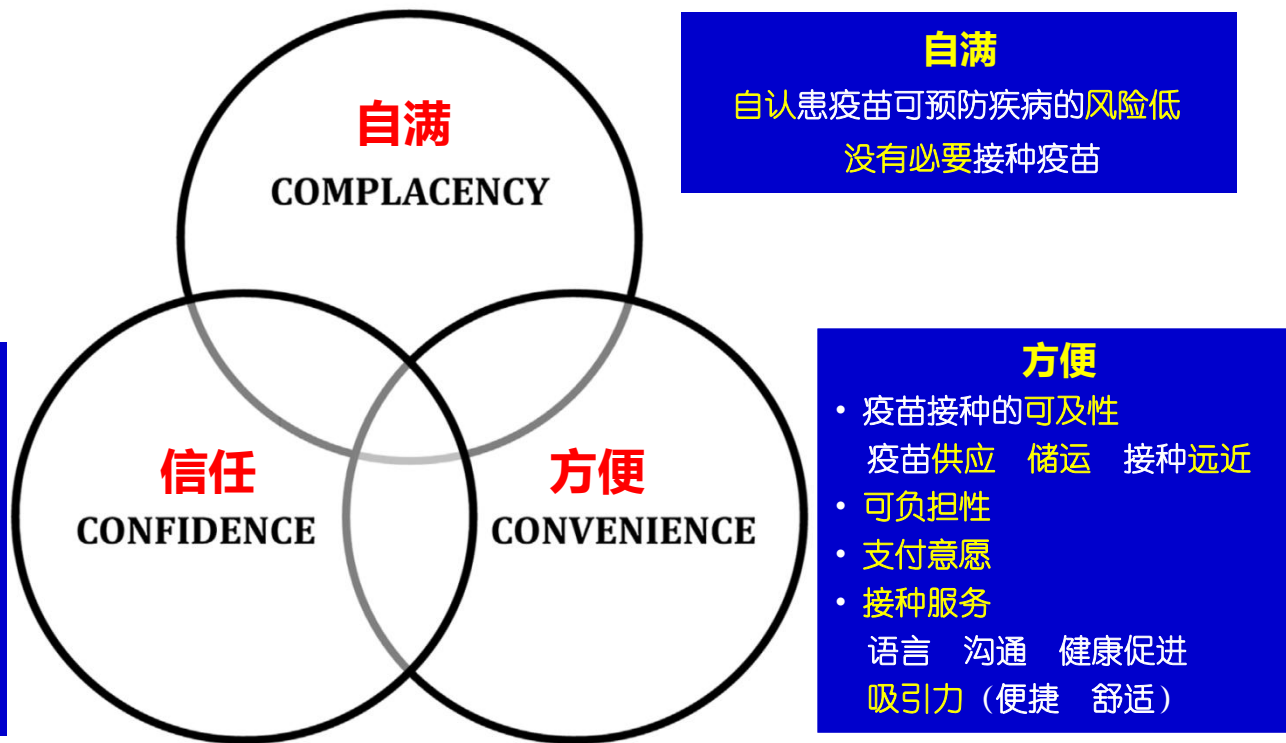 自满
COMPLACENCY
信任
CONFIDENCE
方便
CONVENIENCE
自满
自认患疫苗可预防疾病的风险低
没有必要接种疫苗
方便
• 疫苗接种的可及性
疫苗供应 储运 接种远近
• 可负担性
• 支付意愿
• 接种服务
语言 沟通 健康促进
吸引力（便捷 舒适）